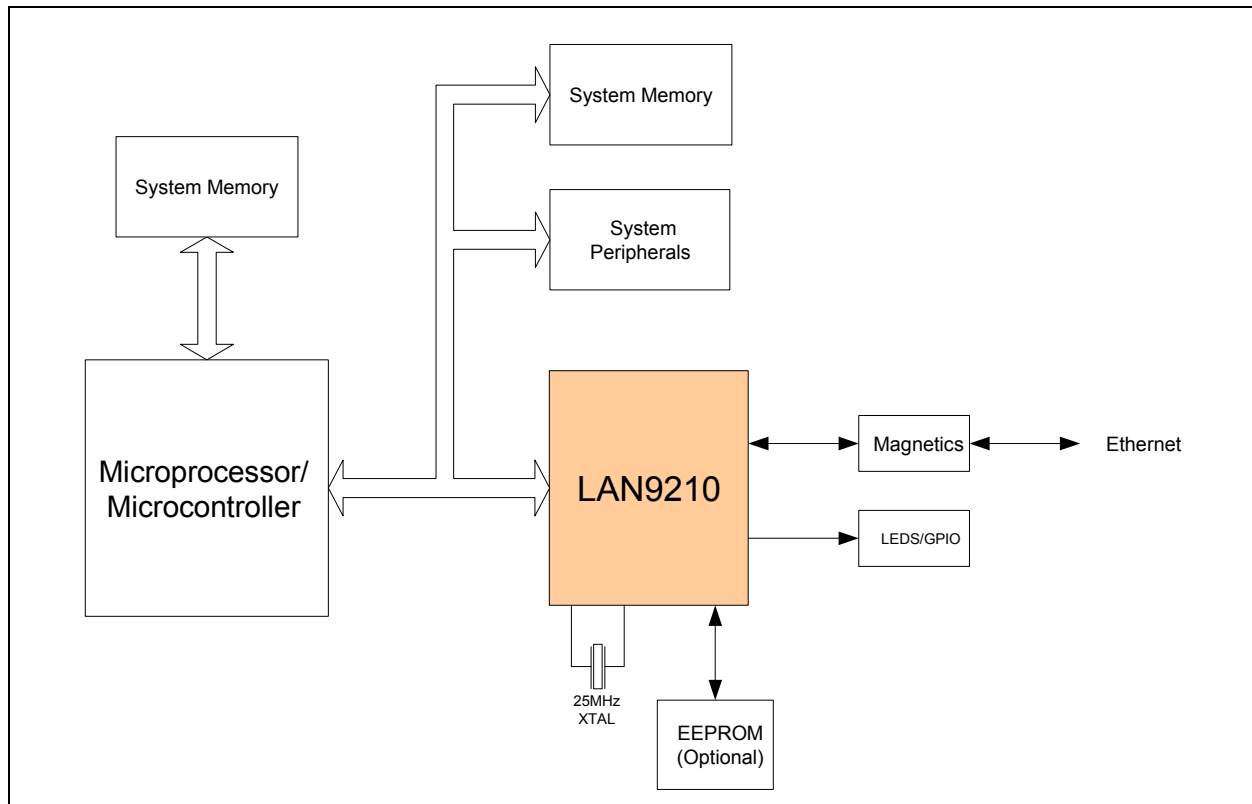 System Memory
System Memory
System
Peripherals
Microprocessor/
Microcontroller
LAN9210
Magnetics
Ethernet
LEDS/GPIO
25MHz
XTAL
EEPROM
(Optional)